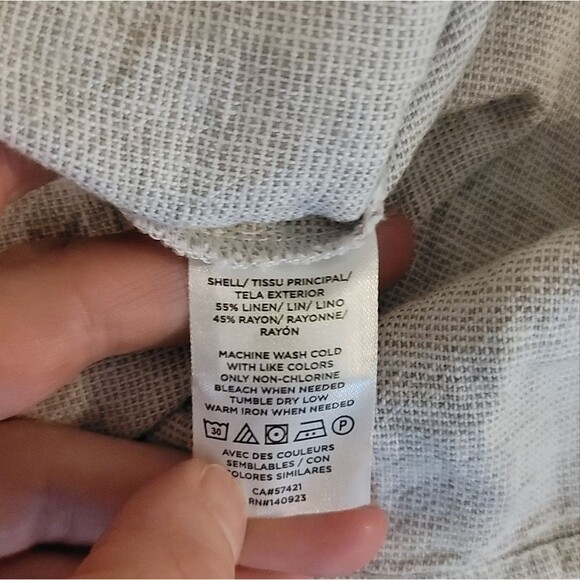 SHELL/ TISSU PRINCIPAL/
TELA EXTERIOR
55% LINEN/ LIN/ LINO
45% RAYON/ RAYONNE/
RAYÓN
MACHINE WASH COLD
WITH LIKE COLORS
ONLY NON-CHLORINE
BLEACH WHEN NEEDED
TUMBLE DRY LOW
WARM IRON WHEN NEEDED
30 P
AVEC DES COULEURS
SEMBLABLES / CON
COLORES SIMILARES
CA#57421
RN#140923